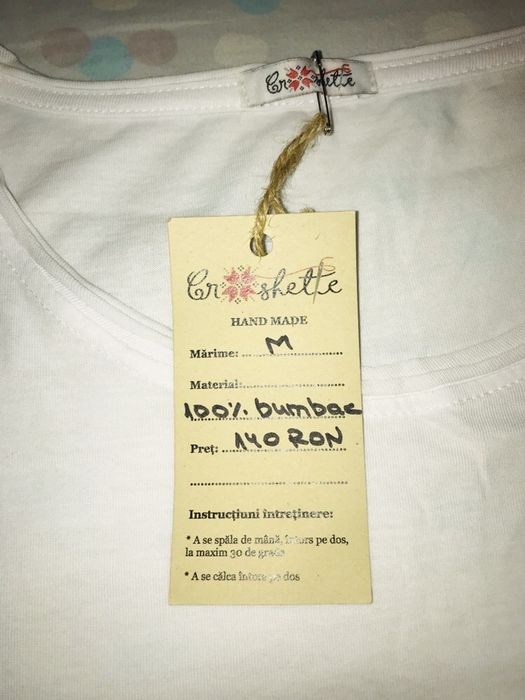 Croshette
Croshette
HAND MADE
Mărime: M
Material:
100% bumbac
Preț: 140 RON
Instrucțiuni întreținere:
* A se spăla de mână, întors pe dos,
la maxim 30 de grade
* A se călca întors pe dos